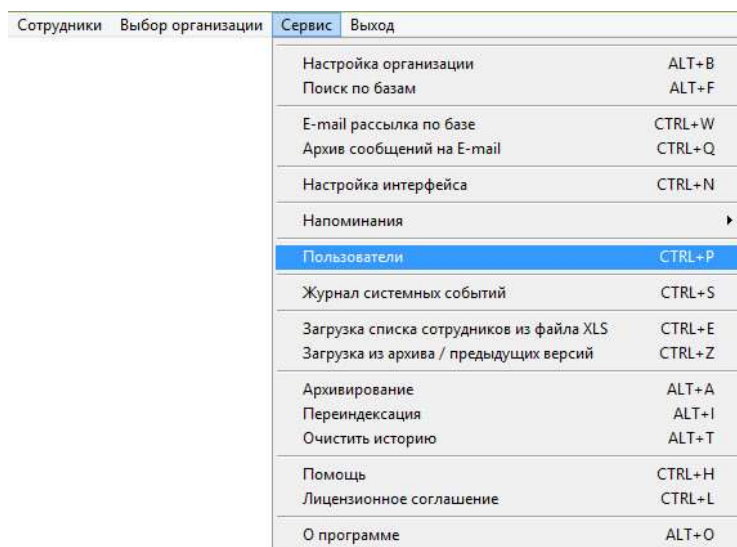 Сотрудники Выбор организации Сервис Выход
Настройка организации ALT+B
Поиск по базам ALT+F
E-mail рассылка по базе CTRL+W
Архив сообщений на E-mail CTRL+Q
Настройка интерфейса CTRL+N
Напоминания
Пользователи CTRL+P
Журнал системных событий CTRL+S
Загрузка списка сотрудников из файла XLS CTRL+E
Загрузка из архива / предыдущих версий CTRL+Z
Архивирование ALT+A
Переиндексация ALT+I
Очистить историю ALT+T
Помощь CTRL+H
Лицензионное соглашение CTRL+L
О программе ALT+O